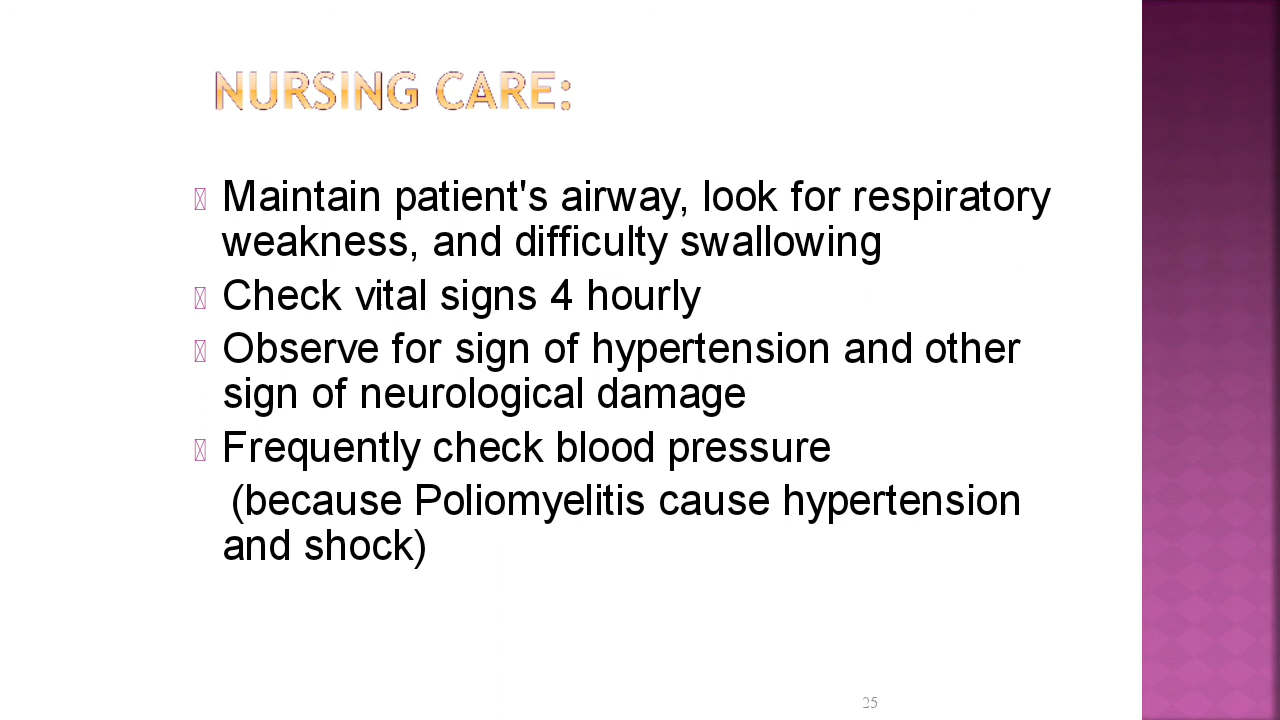 NURSING CARE:
Maintain patient's airway, look for respiratory
weakness, and difficulty swallowing
Check vital signs 4 hourly
Observe for sign of hypertension and other
sign of neurological damage
Frequently check blood pressure
(because Poliomyelitis cause hypertension
and shock)
25